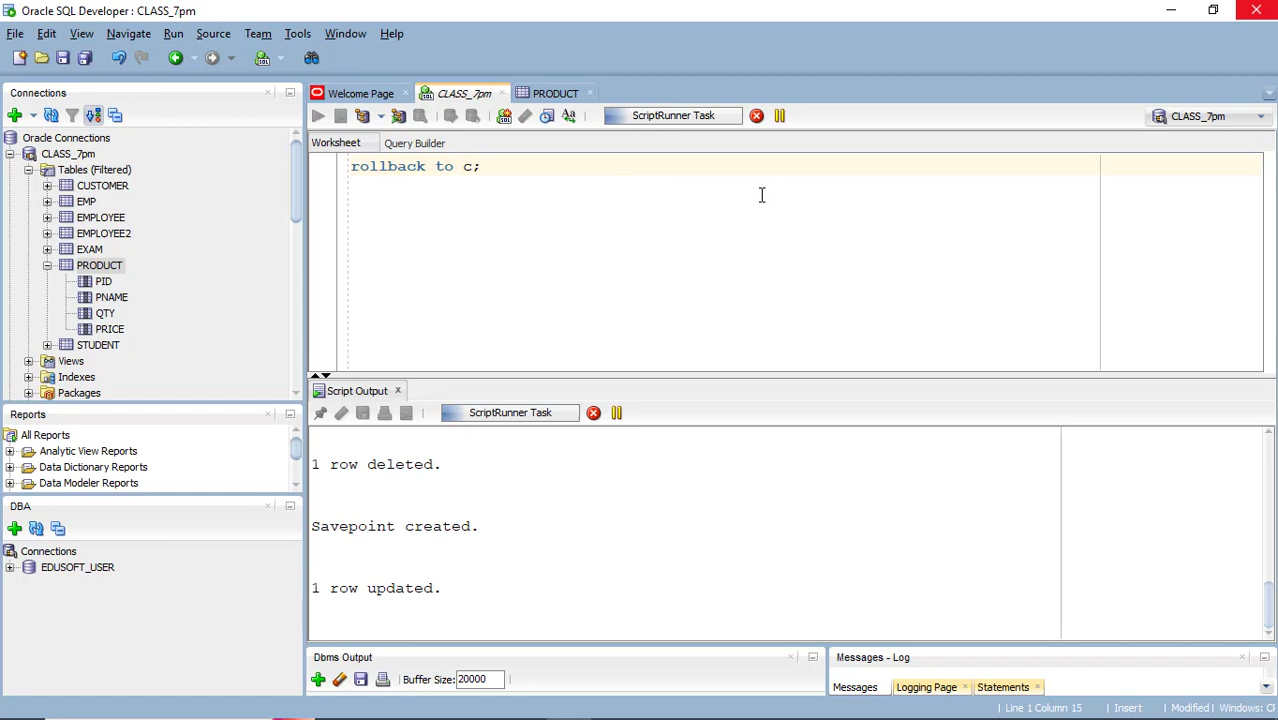 Oracle SQL Developer : CLASS_7pm
File Edit View Navigate Run Source Team Tools Window Help
Connections
Oracle Connections
CLASS_7pm
Tables (Filtered)
CUSTOMER
EMP
EMPLOYEE
EMPLOYEE2
EXAM
PRODUCT
PID
PNAME
QTY
PRICE
STUDENT
Views
Indexes
Packages
Reports
All Reports
Analytic View Reports
Data Dictionary Reports
Data Modeler Reports
DBA
Connections
EDUSOFT_USER
Welcome Page CLASS_7pm PRODUCT
ScriptRunner Task CLASS_7pm
Worksheet Query Builder
rollback to c;
Script Output
ScriptRunner Task
1 row deleted.
Savepoint created.
1 row updated.
Dbms Output
Buffer Size: 20000
Messages - Log
Messages Logging Page Statements
Line 1 Column 15 Insert Modified Windows: CF